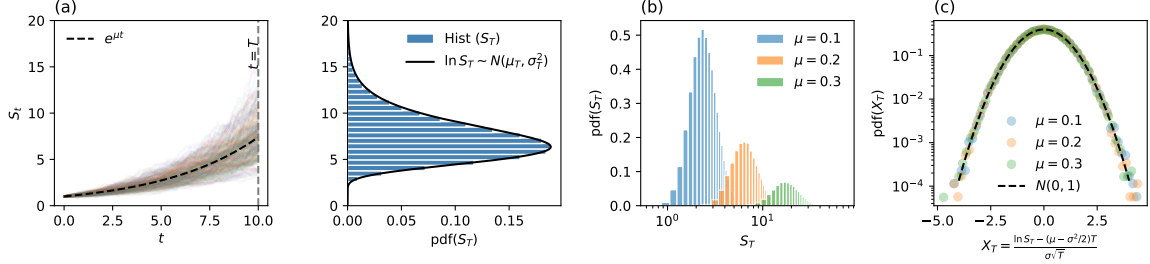 (a)
20
15
10
5
0
S_t
e^{μt}
t = T
0.0 2.5 5.0 7.5 10.0
t
20
15
10
5
0
Hist (S_T)
ln S_T ~ N(μ_T, σ_T^2)
0.00 0.05 0.10 0.15
pdf(S_T)
(b)
0.5
0.4
0.3
0.2
0.1
0.0
pdf(S_T)
μ = 0.1
μ = 0.2
μ = 0.3
10^0 10^1
S_T
(c)
10^{-1}
10^{-2}
10^{-3}
10^{-4}
pdf(X_T)
μ = 0.1
μ = 0.2
μ = 0.3
N(0, 1)
−5.0 −2.5 0.0 2.5
X_T = \frac{ln S_T − (μ − σ^2/2)T}{σ√T}